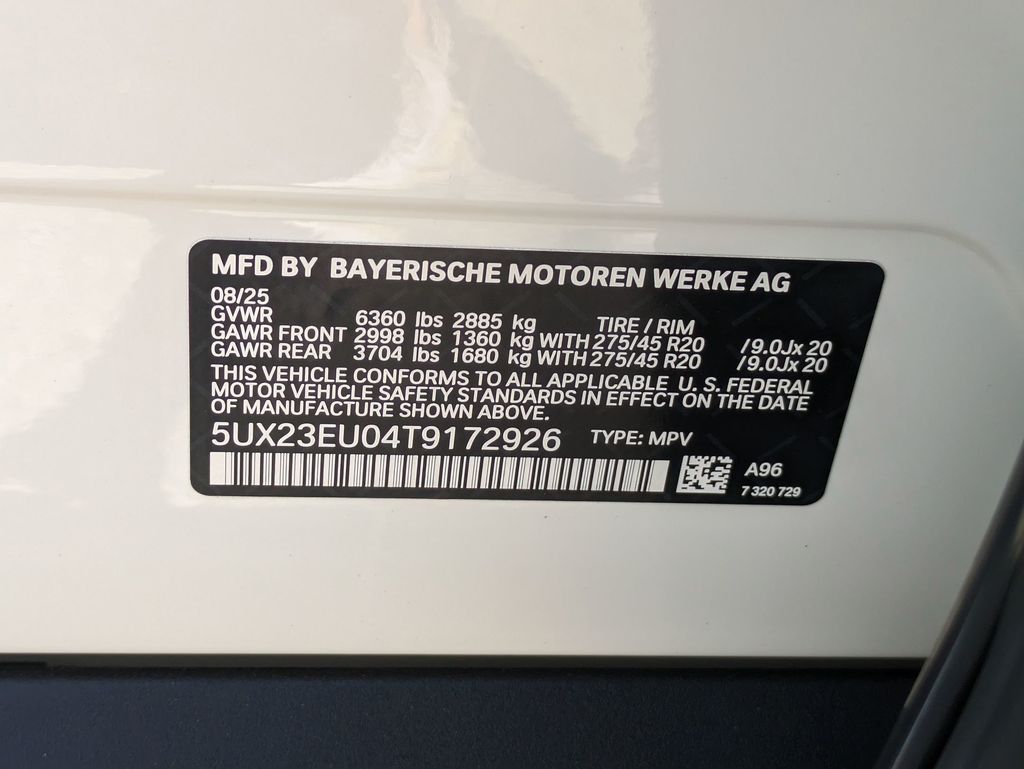 MFD BY BAYERISCHE MOTOREN WERKE AG
08/25
GVWR 6360 lbs 2885 kg TIRE / RIM
GAWR FRONT 2998 lbs 1360 kg WITH 275/45 R20 /9.0Jx 20
GAWR REAR 3704 lbs 1680 kg WITH 275/45 R20 /9.0Jx 20
THIS VEHICLE CONFORMS TO ALL APPLICABLE U. S. FEDERAL
MOTOR VEHICLE SAFETY STANDARDS IN EFFECT ON THE DATE
OF MANUFACTURE SHOWN ABOVE.
5UX23EU04T9172926 TYPE: MPV
A96
7 320 729